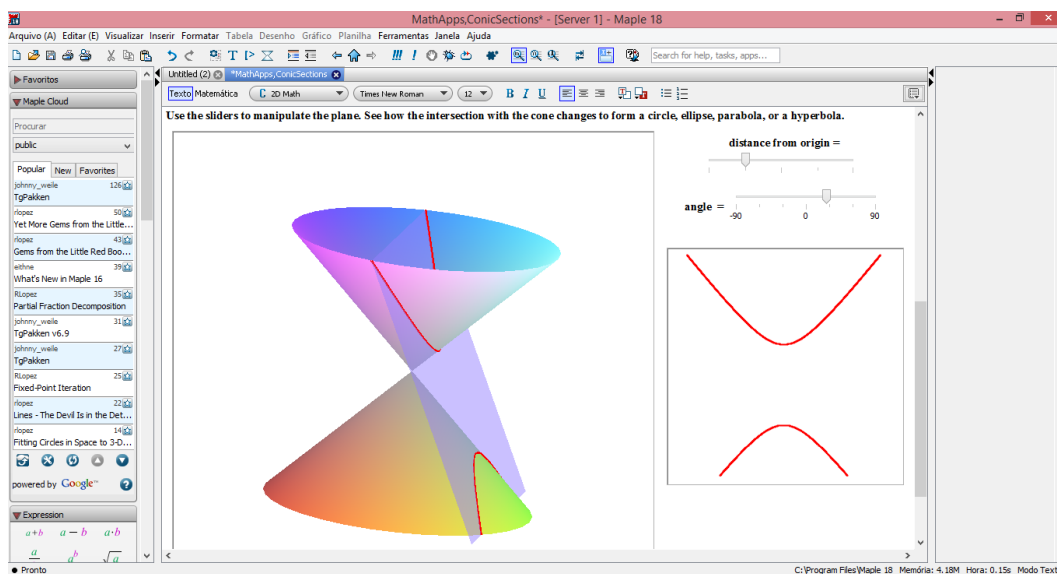 MathApps,ConicSections* - [Server 1] - Maple 18
Arquivo (A) Editar (E) Visualizar Inserir Formatar Tabela Desenho Gráfico Planilha Ferramentas Janela Ajuda
Search for help, tasks, apps...
Favoritos
Maple Cloud
Procurar
public
Popular New Favorites
johnny_weile 126
TgPakken
rlopez 50
Yet More Gems from the Little...
rlopez 43
Gems from the Little Red Boo...
eithne 39
What's New in Maple 16
RLopez 35
Partial Fraction Decomposition
johnny_weile 31
TgPakken v6.9
johnny_weile 27
TgPakken
RLopez 25
Fixed-Point Iteration
rlopez 22
Lines - The Devil Is in the Det...
rlopez 14
Fitting Circles in Space to 3-D...
powered by Google™
Expression
a+b a−b a·b
a a^b √a
Untitled (2) *MathApps,ConicSections
Texto Matemática C 2D Math Times New Roman 12 B I U
Use the sliders to manipulate the plane. See how the intersection with the cone changes to form a circle, ellipse, parabola, or a hyperbola.
distance from origin =
angle =
-90 0 90
Pronto
C:\Program Files\Maple 18 Memória: 4.18M Hora: 0.15s Modo Text